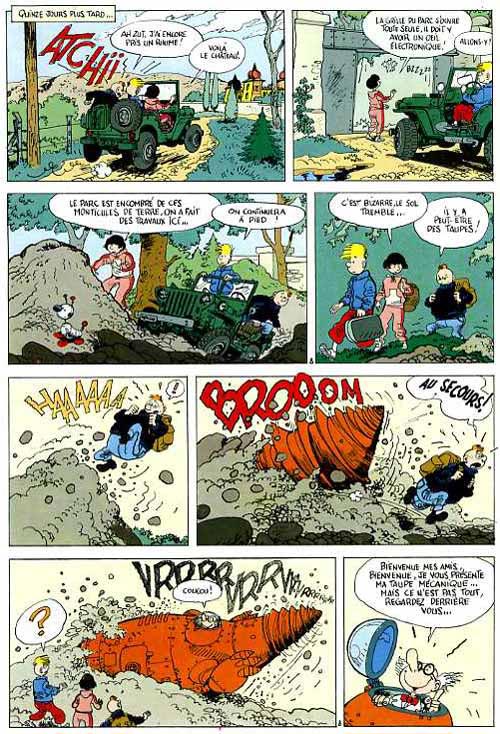 QUINZE JOURS PLUS TARD...
ATCHII
AH ZUT, J'AI ENCORE
PRIS UN RHUME!
VOILÀ
LE CHÂTEAU!
LA GRILLE DU PARC S'OUVRE
TOUTE SEULE, IL DOIT Y
AVOIR UN OEIL
ÉLECTRONIQUE!
ALLONS-Y!
BZZZZ
LE PARC EST ENCOMBRÉ DE CES
MONTICULES DE TERRE, ON A FAIT
DES TRAVAUX ICI...
ON CONTINUERA
À PIED!
C'EST BIZARRE, LE SOL
TREMBLE...
IL Y A
PEUT-ÊTRE
DES TAUPES!
HAAAAAA
!
BROOOOM
AU SECOURS!
?
VRRRR VRRVM
COUCOU!
BIENVENUE MES AMIS,
BIENVENUE, JE VOUS PRÉSENTE
MA TAUPE MÉCANIQUE...
MAIS CE N'EST PAS TOUT,
REGARDEZ DERRIÈRE
VOUS...